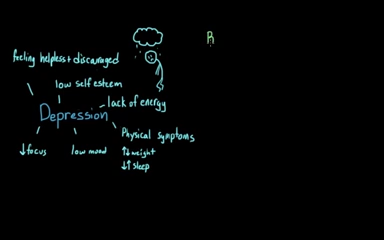 R
feeling helpless + discouraged
low self esteem
lack of energy
Depression
Physical symptoms
↓focus
low mood
↑↓weight
↓↑sleep